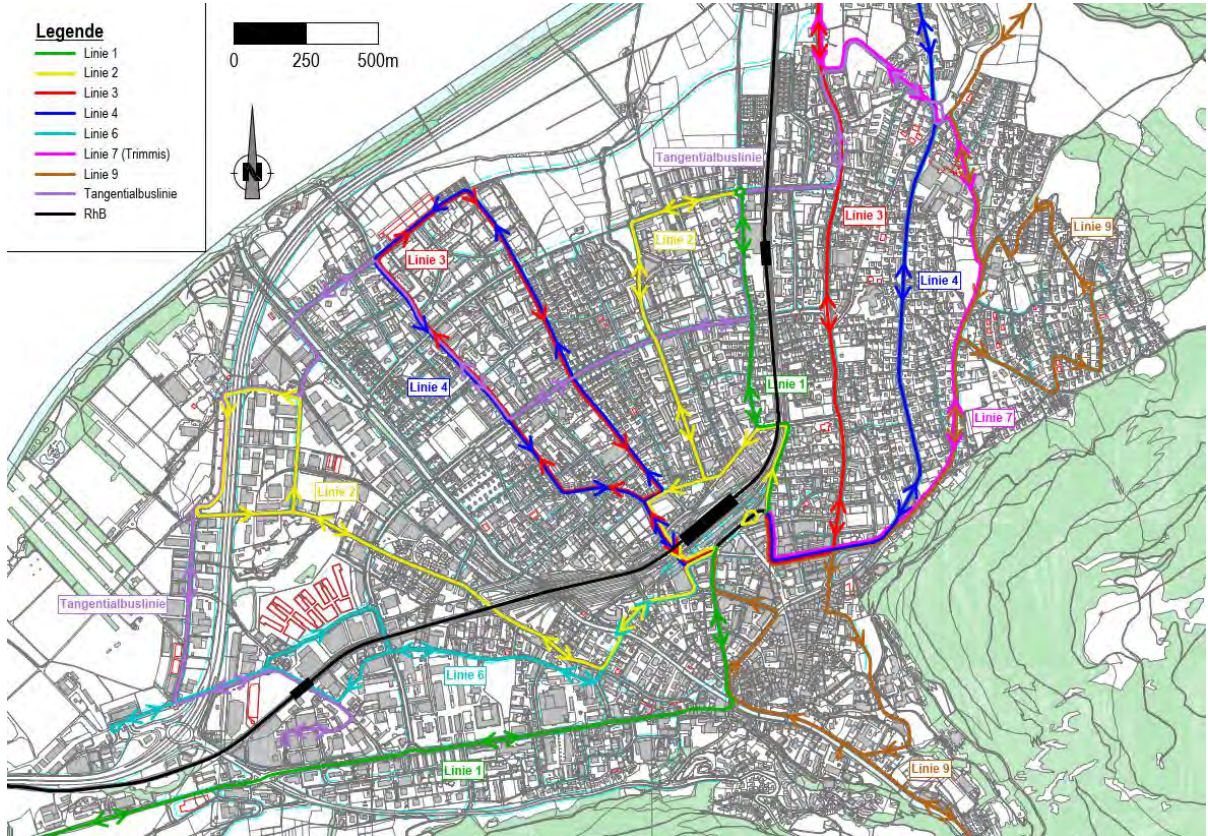 Legende
Linie 1
Linie 2
Linie 3
Linie 4
Linie 6
Linie 7 (Trimmis)
Linie 9
Tangentialbuslinie
RhB
0 250 500m
N
Tangentialbuslinie
Linie 3
Linie 2
Linie 9
Linie 3
Linie 4
Linie 4
Linie 1
Linie 7
Linie 2
Tangentialbuslinie
Linie 6
Linie 1
Linie 9